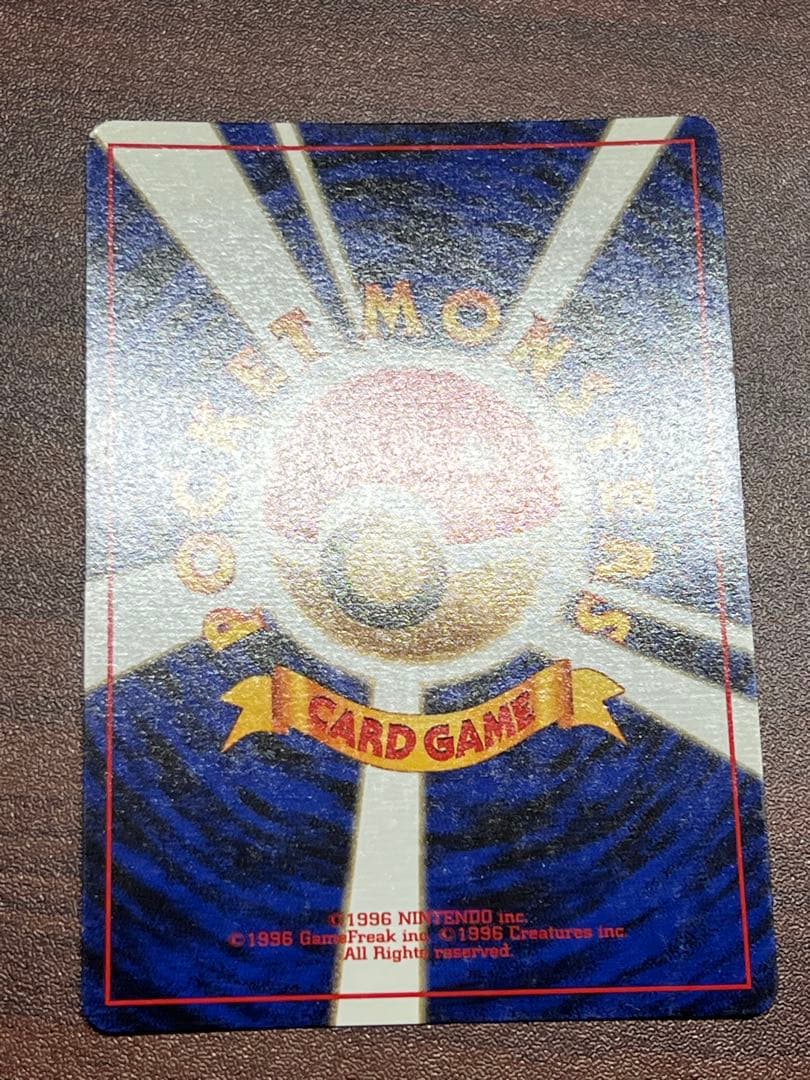 POCKET MONSTERS
CARD GAME
©1996 NINTENDO inc.
©1996 GameFreak inc. ©1996 Creatures inc.
All Rights reserved.